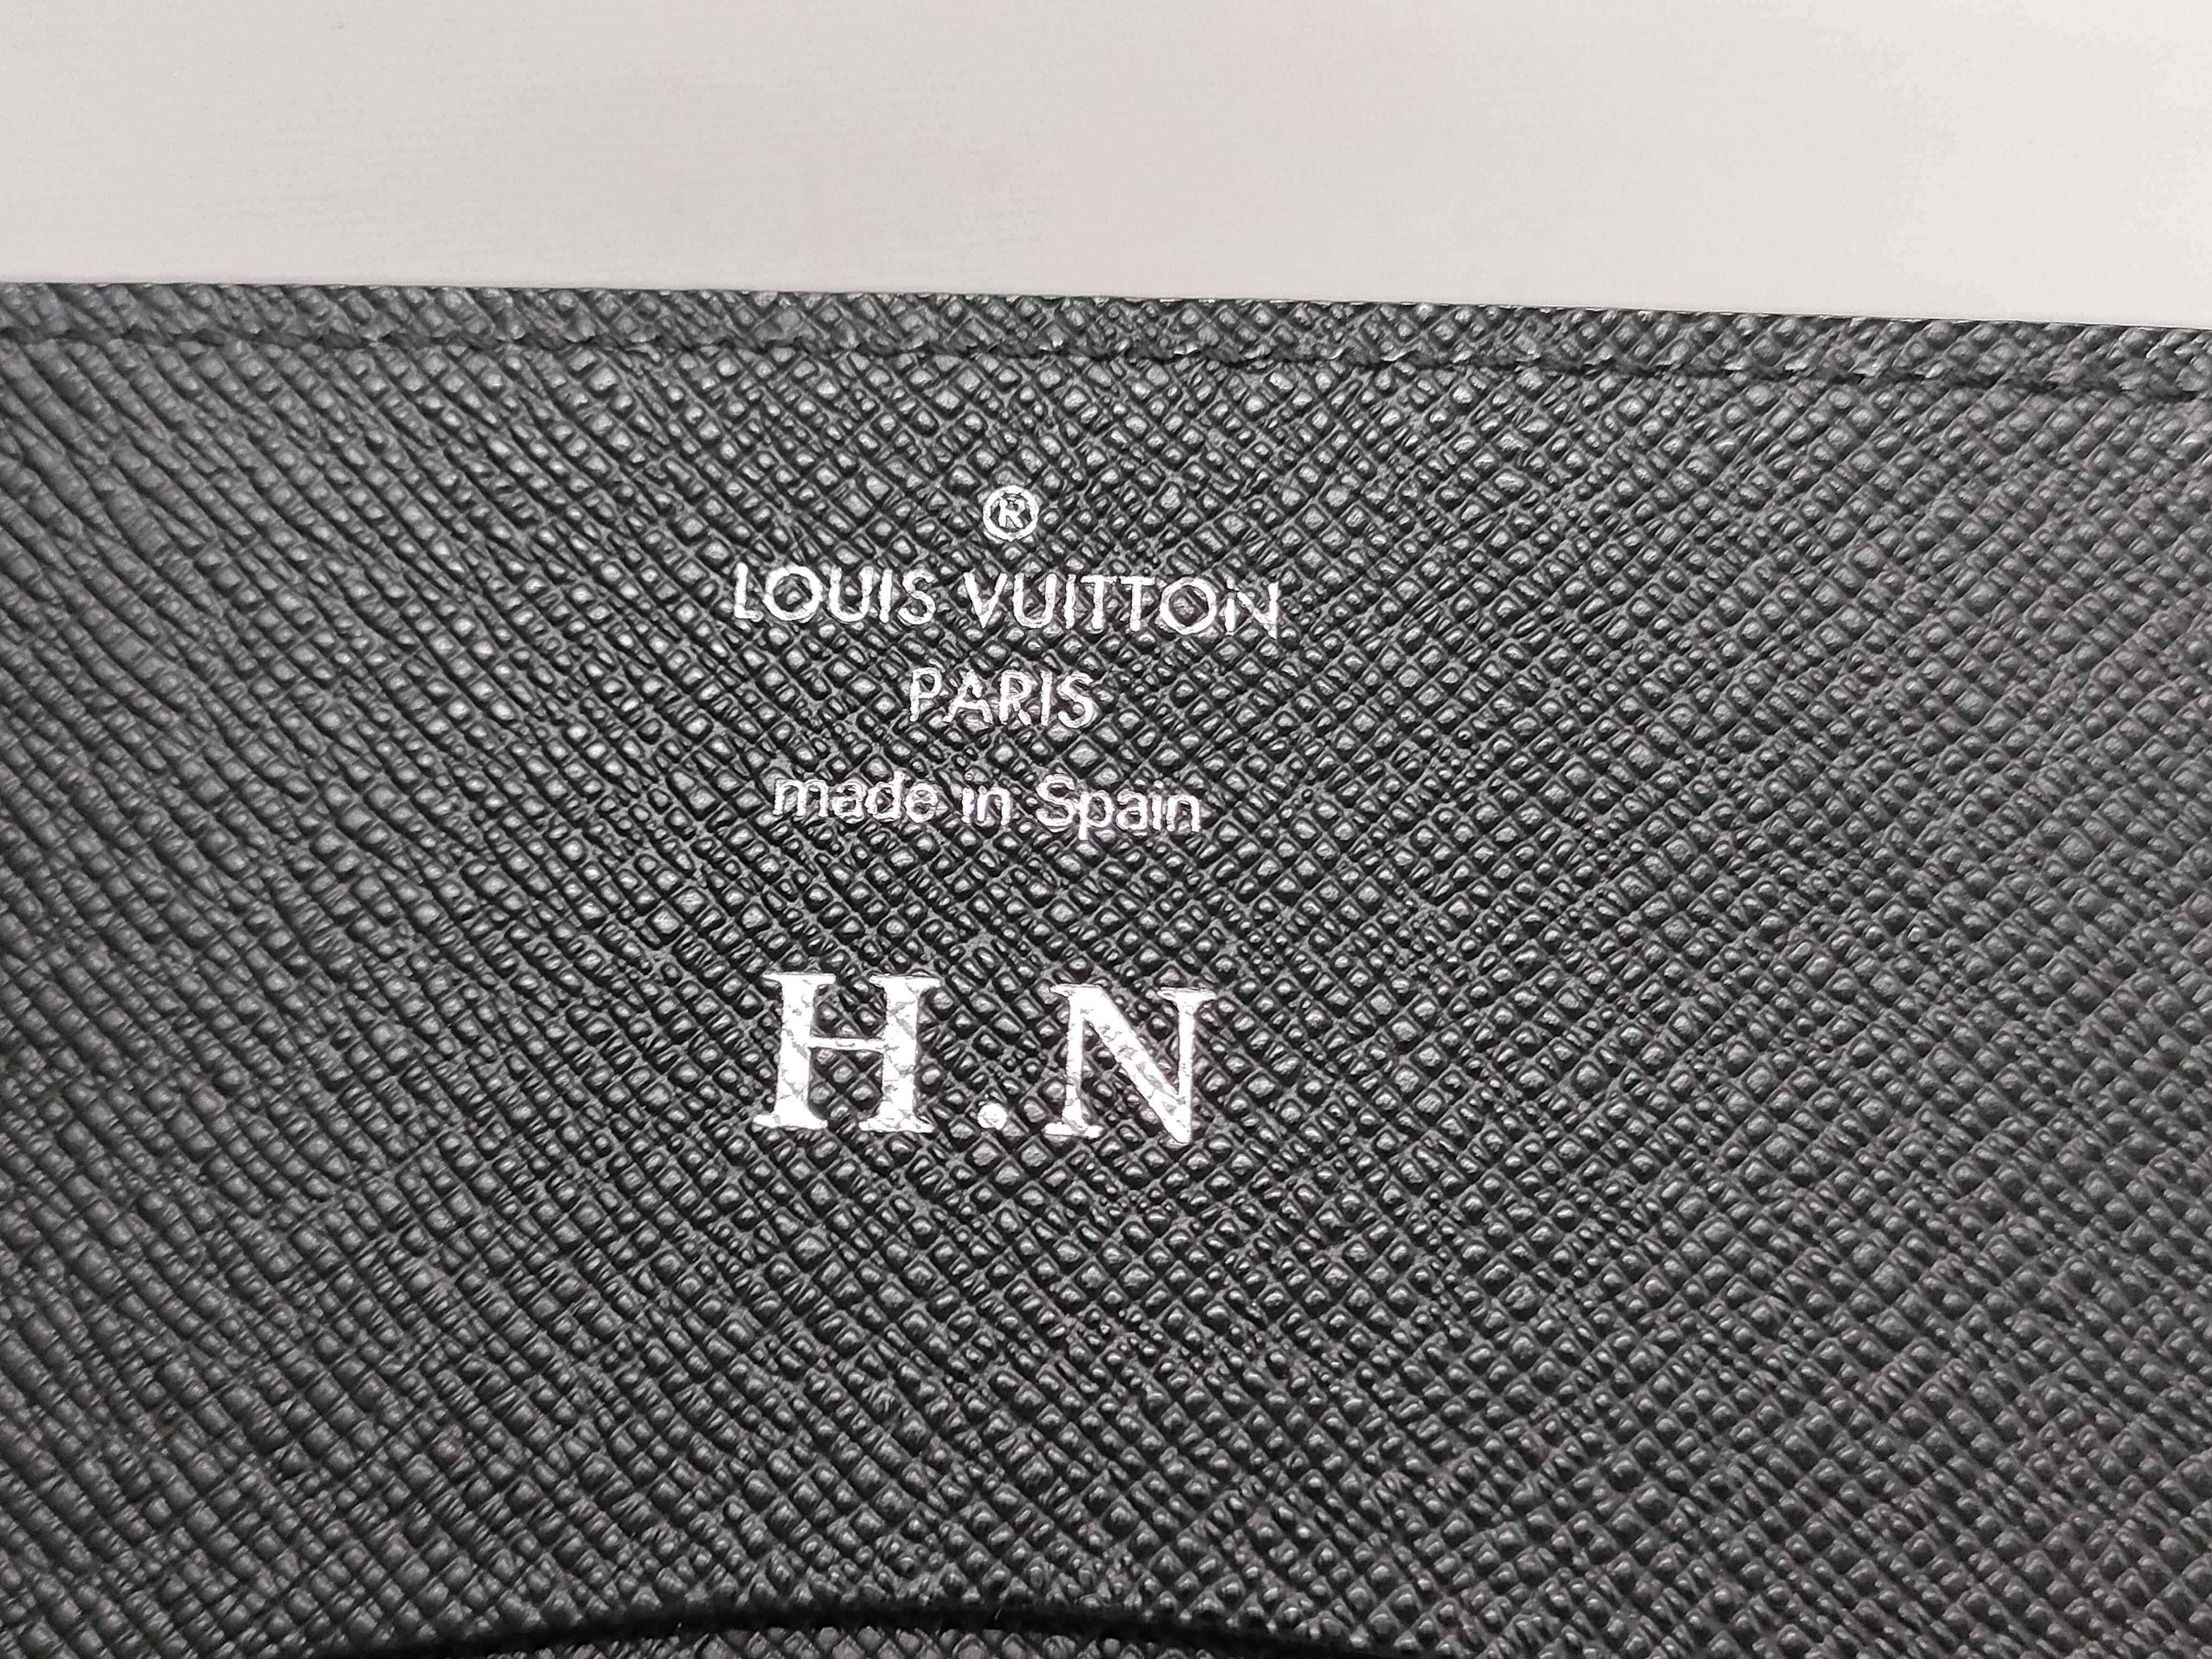 ®
LOUIS VUITTON
PARIS
made in Spain
H.N